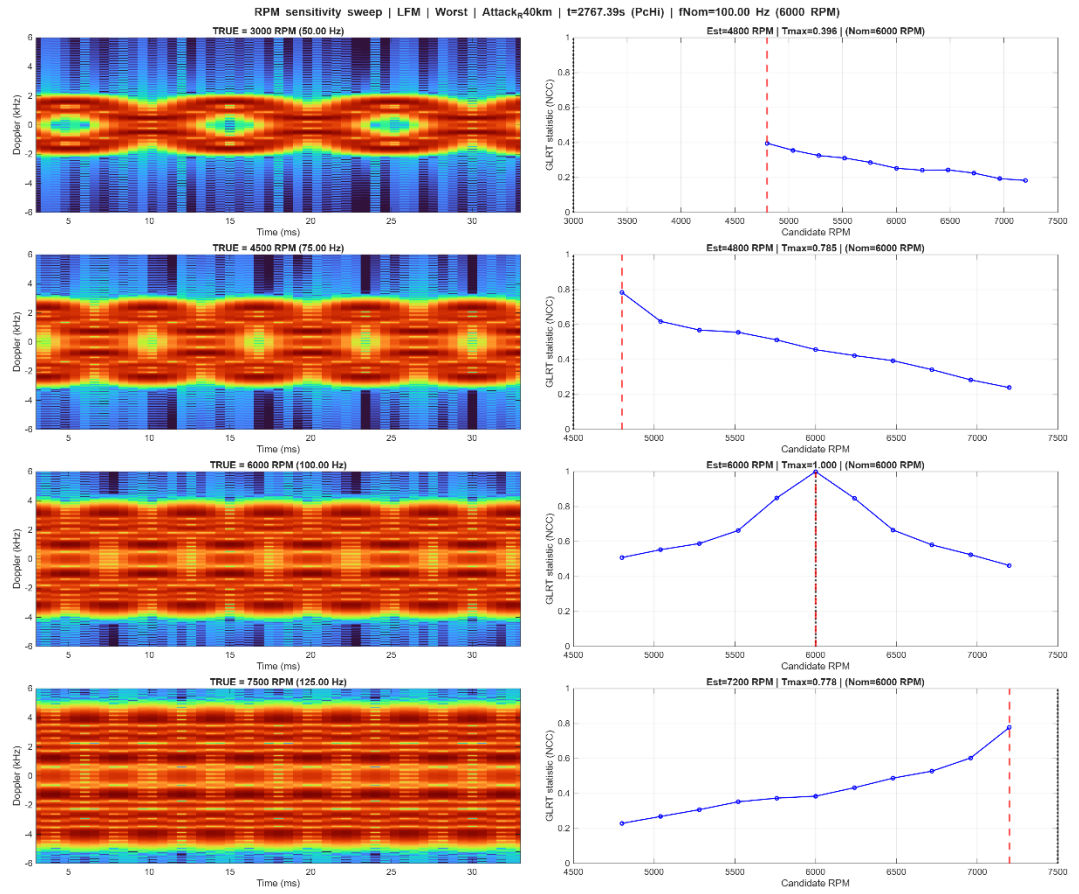 RPM sensitivity sweep | LFM | Worst | Attack_R40km | t=2767.39s (PcHi) | fNom=100.00 Hz (6000 RPM)
TRUE = 3000 RPM (50.00 Hz)
Doppler (kHz)
6
4
2
0
-2
-4
-6
5 10 15 20 25 30
Time (ms)
Est=4800 RPM | Tmax=0.396 | (Nom=6000 RPM)
GLRT statistic (NCC)
1
0.8
0.6
0.4
0.2
0
3000 3500 4000 4500 5000 5500 6000 6500 7000 7500
Candidate RPM
TRUE = 4500 RPM (75.00 Hz)
Doppler (kHz)
6
4
2
0
-2
-4
-6
5 10 15 20 25 30
Time (ms)
Est=4800 RPM | Tmax=0.785 | (Nom=6000 RPM)
GLRT statistic (NCC)
1
0.8
0.6
0.4
0.2
0
4500 5000 5500 6000 6500 7000 7500
Candidate RPM
TRUE = 6000 RPM (100.00 Hz)
Doppler (kHz)
6
4
2
0
-2
-4
-6
5 10 15 20 25 30
Time (ms)
Est=6000 RPM | Tmax=1.000 | (Nom=6000 RPM)
GLRT statistic (NCC)
1
0.8
0.6
0.4
0.2
0
4500 5000 5500 6000 6500 7000 7500
Candidate RPM
TRUE = 7500 RPM (125.00 Hz)
Doppler (kHz)
6
4
2
0
-2
-4
-6
5 10 15 20 25 30
Time (ms)
Est=7200 RPM | Tmax=0.778 | (Nom=6000 RPM)
GLRT statistic (NCC)
1
0.8
0.6
0.4
0.2
0
4500 5000 5500 6000 6500 7000 7500
Candidate RPM